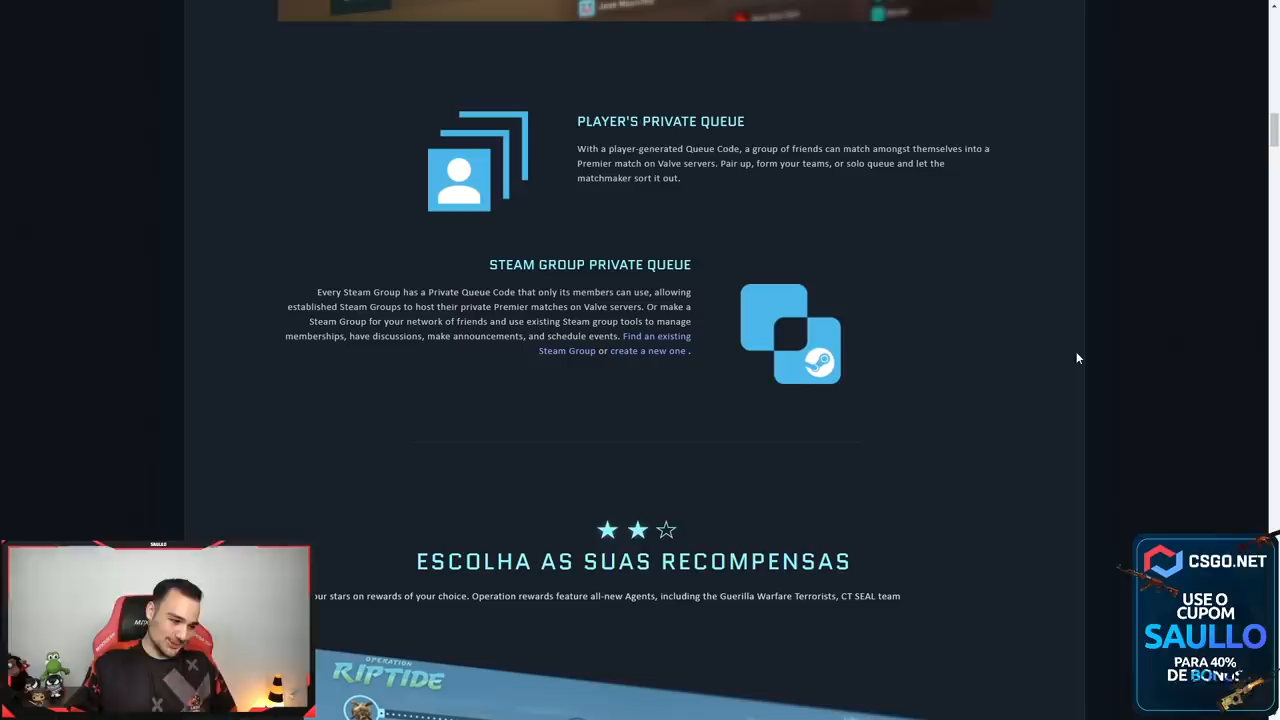 PLAYER'S PRIVATE QUEUE
With a player-generated Queue Code, a group of friends can match amongst themselves into a
Premier match on Valve servers. Pair up, form your teams, or solo queue and let the
matchmaker sort it out.
STEAM GROUP PRIVATE QUEUE
Every Steam Group has a Private Queue Code that only its members can use, allowing
established Steam Groups to host their private Premier matches on Valve servers. Or make a
Steam Group for your network of friends and use existing Steam group tools to manage
memberships, have discussions, make announcements, and schedule events. Find an existing
Steam Group or create a new one .
ESCOLHA AS SUAS RECOMPENSAS
our stars on rewards of your choice. Operation rewards feature all-new Agents, including the Guerilla Warfare Terrorists, CT SEAL team
OPERATION
RIPTIDE
SAULLO
CSGO.NET
USE O
CUPOM
SAULLO
PARA 40%
DE BONUS